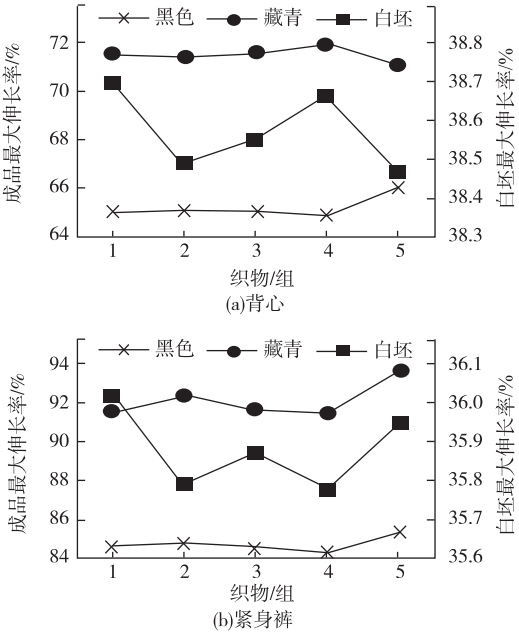 黑色 藏青 白坯
成品最大伸长率/%
72
70
68
66
64
白坯最大伸长率/%
38.8
38.7
38.6
38.5
38.4
38.3
1 2 3 4 5
织物/组
(a)背心
黑色 藏青 白坯
成品最大伸长率/%
94
92
90
88
86
84
白坯最大伸长率/%
36.1
36.0
35.9
35.8
35.7
35.6
1 2 3 4 5
织物/组
(b)紧身裤